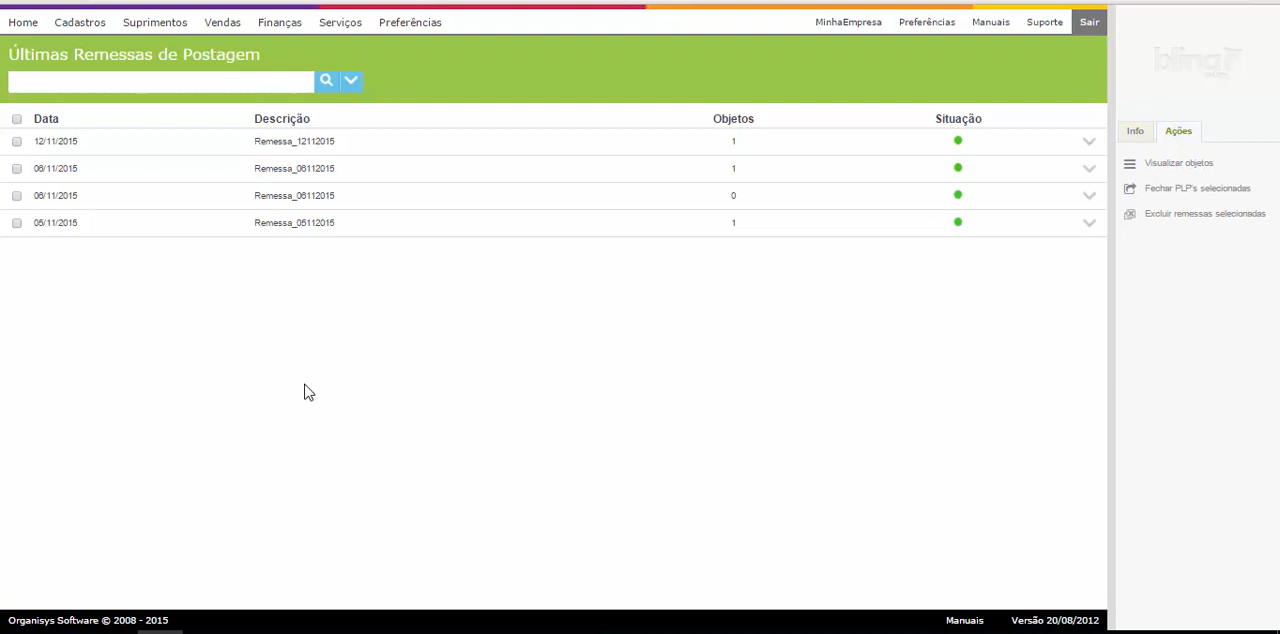 Home Cadastros Suprimentos Vendas Finanças Serviços Preferências MinhaEmpresa Preferências Manuais Suporte Sair
Últimas Remessas de Postagem
bling
Info Ações
Data Descrição Objetos Situação
12/11/2015 Remessa_12112015 1
06/11/2015 Remessa_06112015 1
06/11/2015 Remessa_06112015 0
05/11/2015 Remessa_05112015 1
Visualizar objetos
Fechar PLP's selecionadas
Excluir remessas selecionadas
Organisys Software © 2008 - 2015 Manuais Versão 20/08/2012